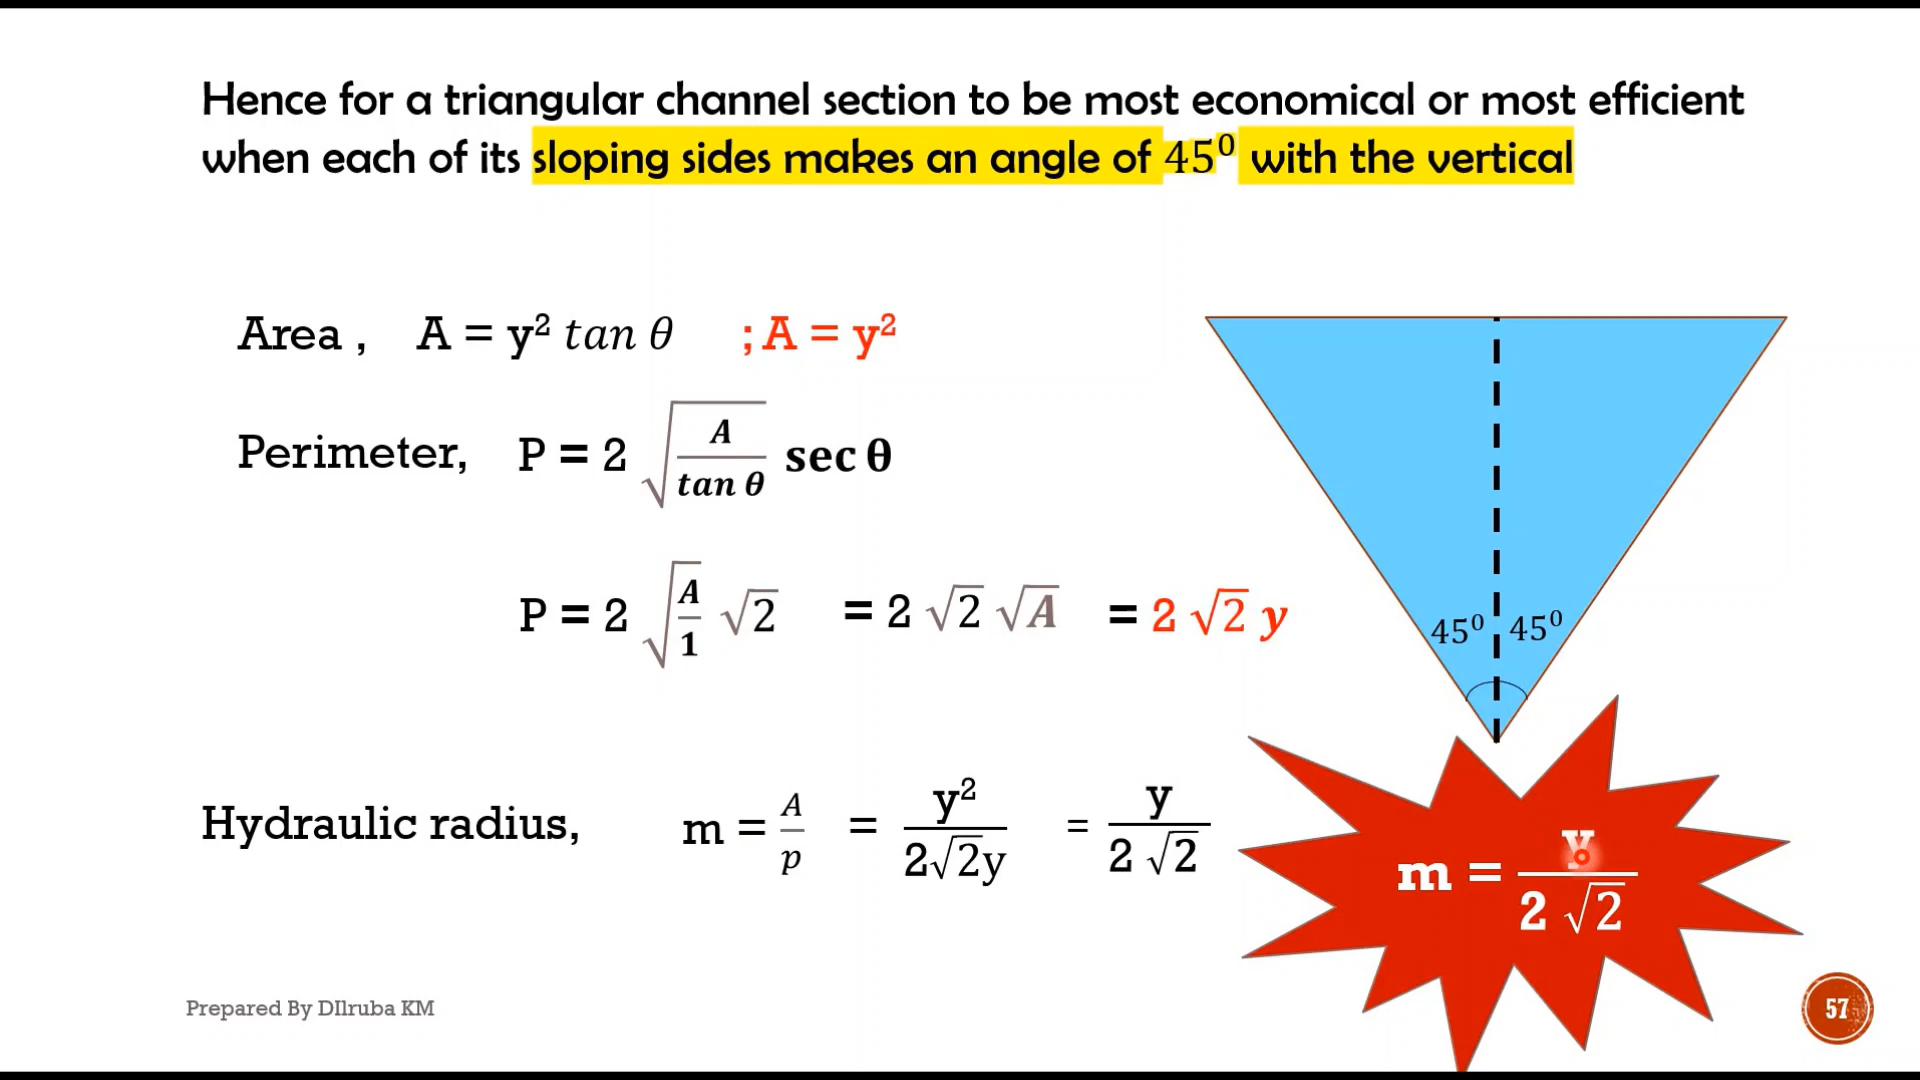 Hence for a triangular channel section to be most economical or most efficient
when each of its sloping sides makes an angle of 45⁰ with the vertical
Area , A = y² tan θ ; A = y²
Perimeter, P = 2 √(A/tan θ) sec θ
P = 2 √(A/1) √2 = 2 √2 √A = 2 √2 y
45⁰ 45⁰
Hydraulic radius, m = A/p = y²/2√2y = y/2 √2
m = y/2 √2
Prepared By DIlruba KM
57